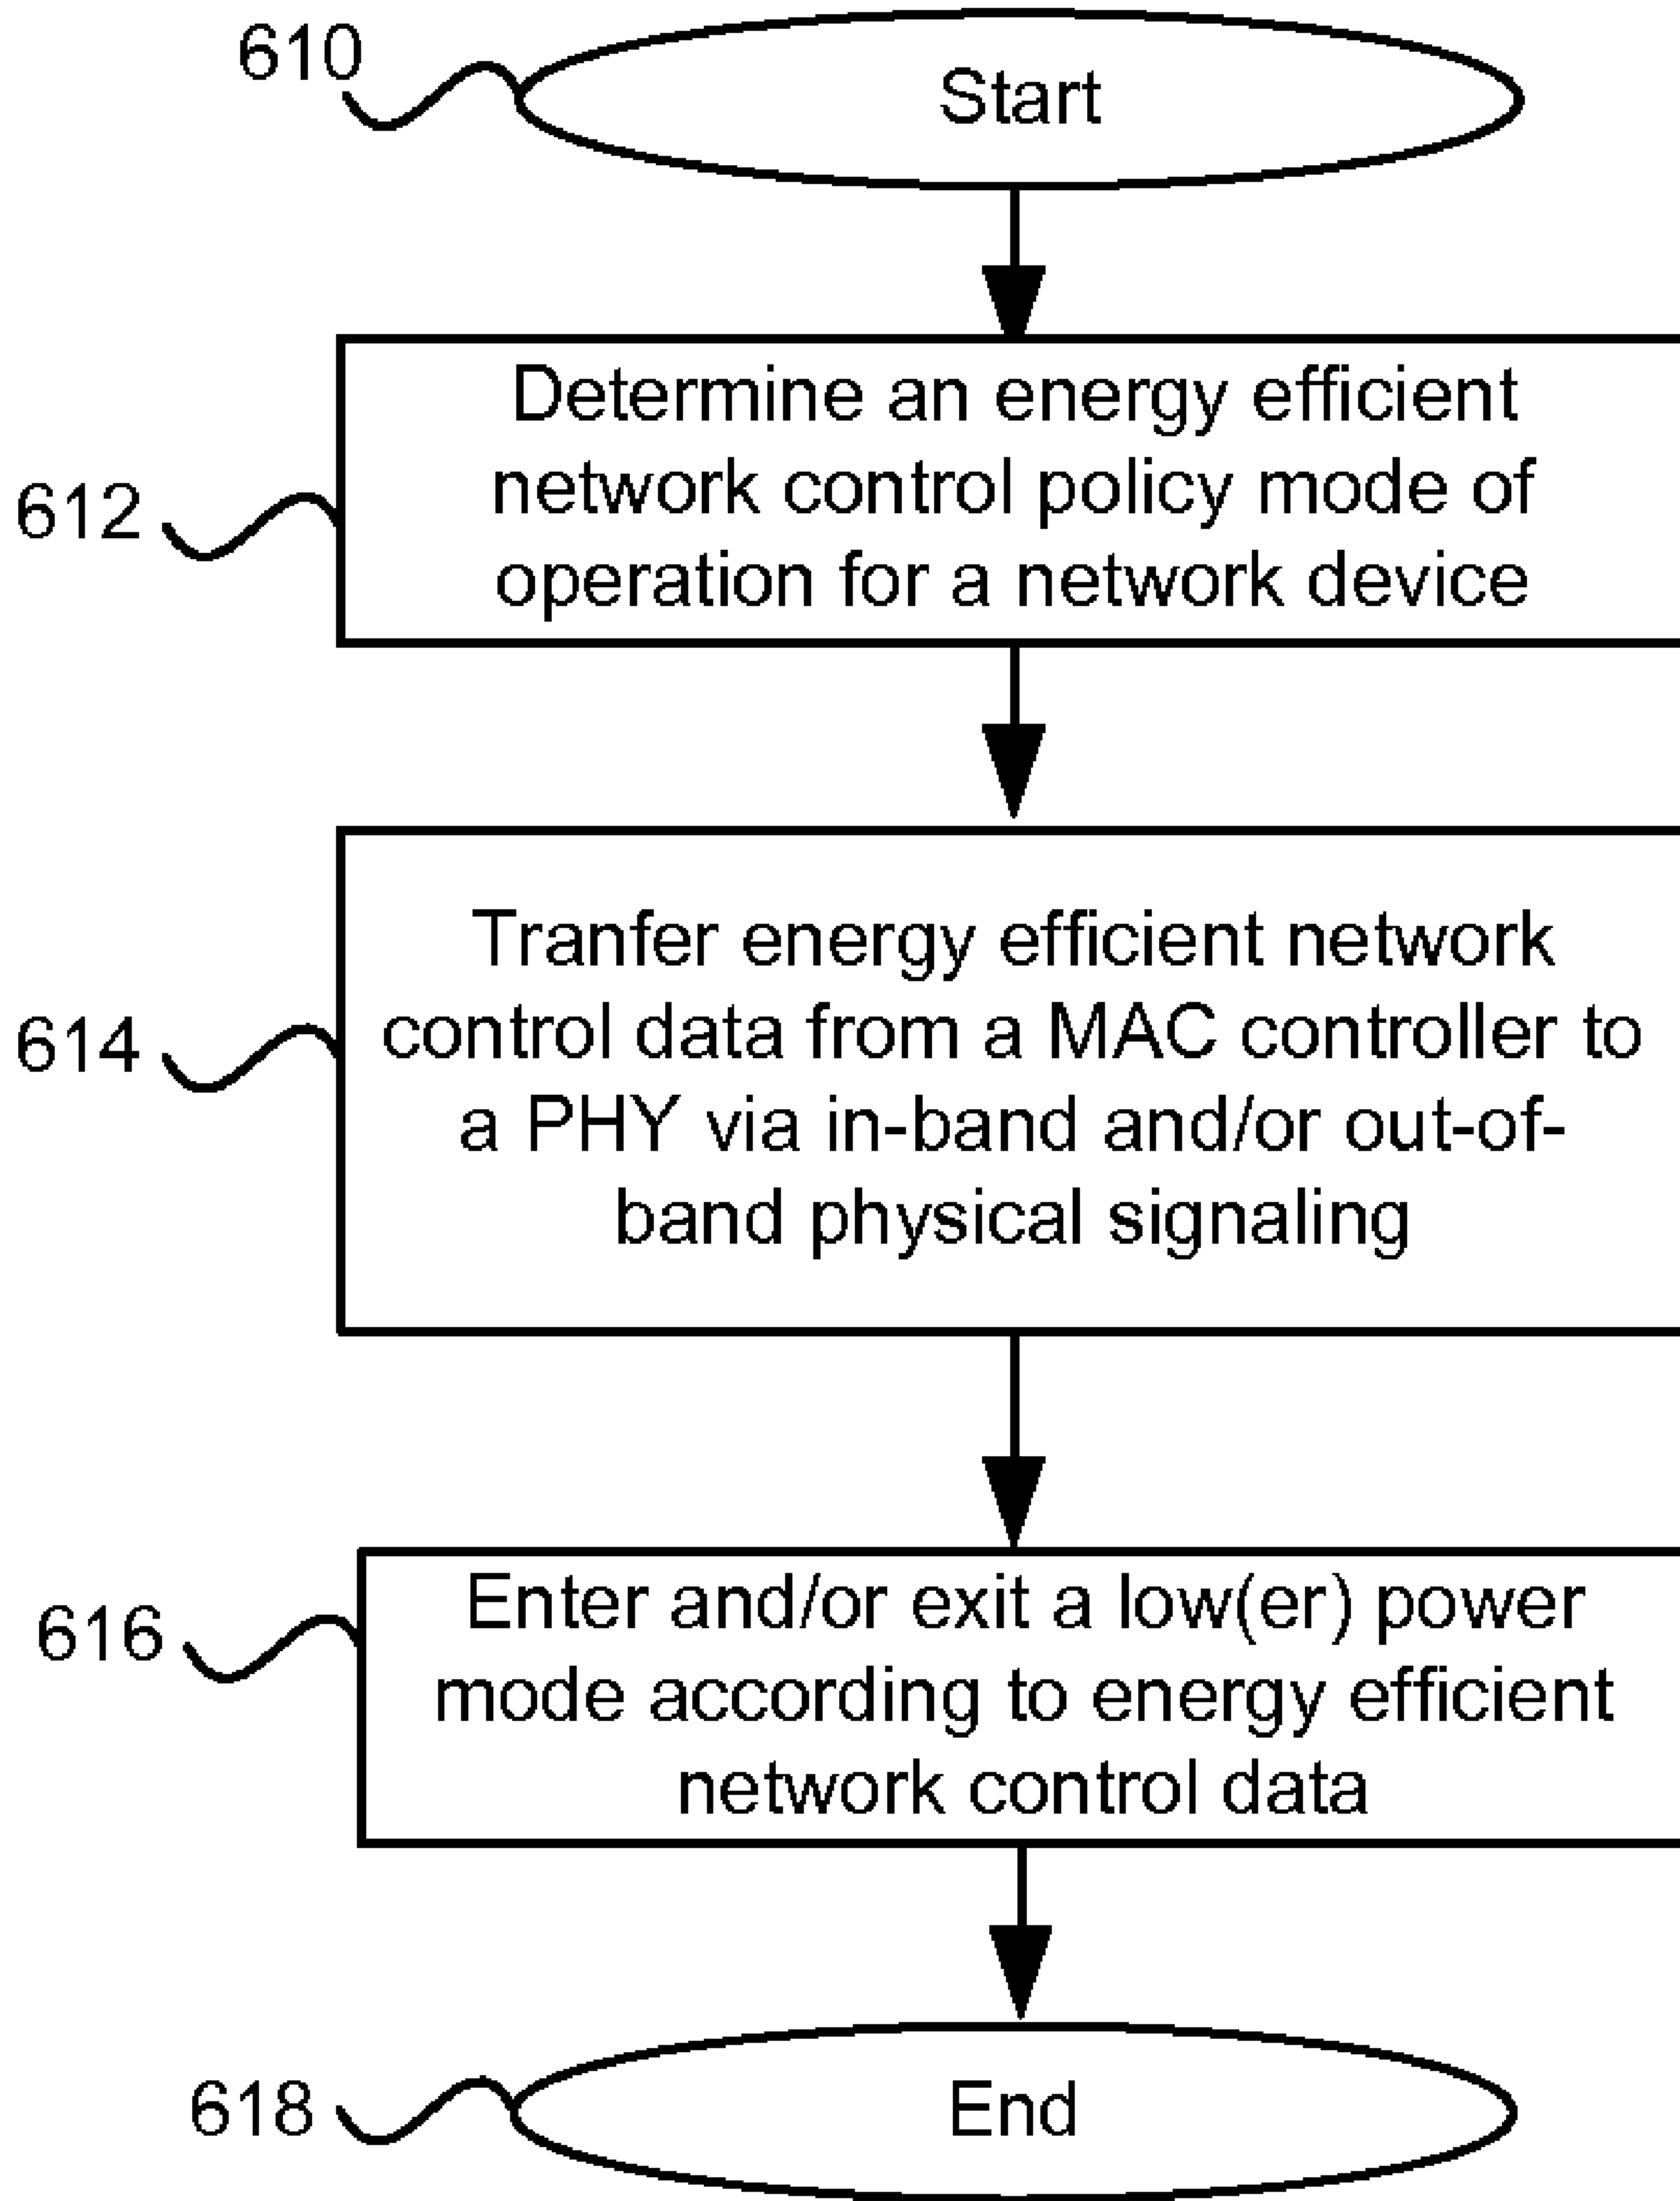 610
Start
612
Determine an energy efficient
network control policy mode of
operation for a network device
614
Tranfer energy efficient network
control data from a MAC controller to
a PHY via in-band and/or out-of-
band physical signaling
616
Enter and/or exit a low(er) power
mode according to energy efficient
network control data
618
End